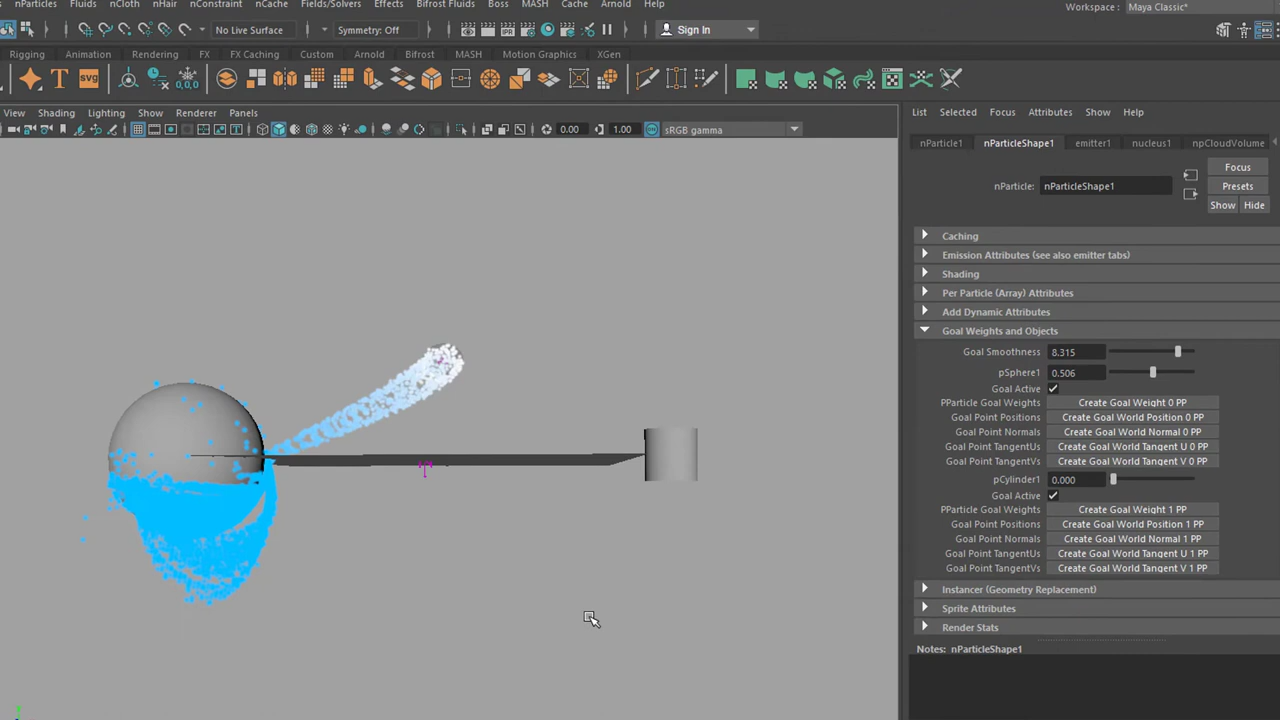 nParticles Fluids nCloth nHair nConstraint nCache Fields/Solvers Effects Bifrost Fluids Boss MASH Cache Arnold Help
Workspace : Maya Classic*
No Live Surface Symmetry: Off Sign In
Rigging Animation Rendering FX FX Caching Custom Arnold Bifrost MASH Motion Graphics XGen
T svg 0,0,0
View Shading Lighting Show Renderer Panels
List Selected Focus Attributes Show Help
0.00 1.00 sRGB gamma
nParticle1 nParticleShape1 emitter1 nucleus1 npCloudVolume
Focus
nParticle: nParticleShape1 Presets
Show Hide
Caching
Emission Attributes (see also emitter tabs)
Shading
Per Particle (Array) Attributes
Add Dynamic Attributes
Goal Weights and Objects
Goal Smoothness 8.315
pSphere1 0.506
Goal Active
PParticle Goal Weights Create Goal Weight 0 PP
Goal Point Positions Create Goal World Position 0 PP
Goal Point Normals Create Goal World Normal 0 PP
Goal Point TangentUs Create Goal World Tangent U 0 PP
Goal Point TangentVs Create Goal World Tangent V 0 PP
pCylinder1 0.000
Goal Active
PParticle Goal Weights Create Goal Weight 1 PP
Goal Point Positions Create Goal World Position 1 PP
Goal Point Normals Create Goal World Normal 1 PP
Goal Point TangentUs Create Goal World Tangent U 1 PP
Goal Point TangentVs Create Goal World Tangent V 1 PP
Instancer (Geometry Replacement)
Sprite Attributes
Render Stats
Notes: nParticleShape1